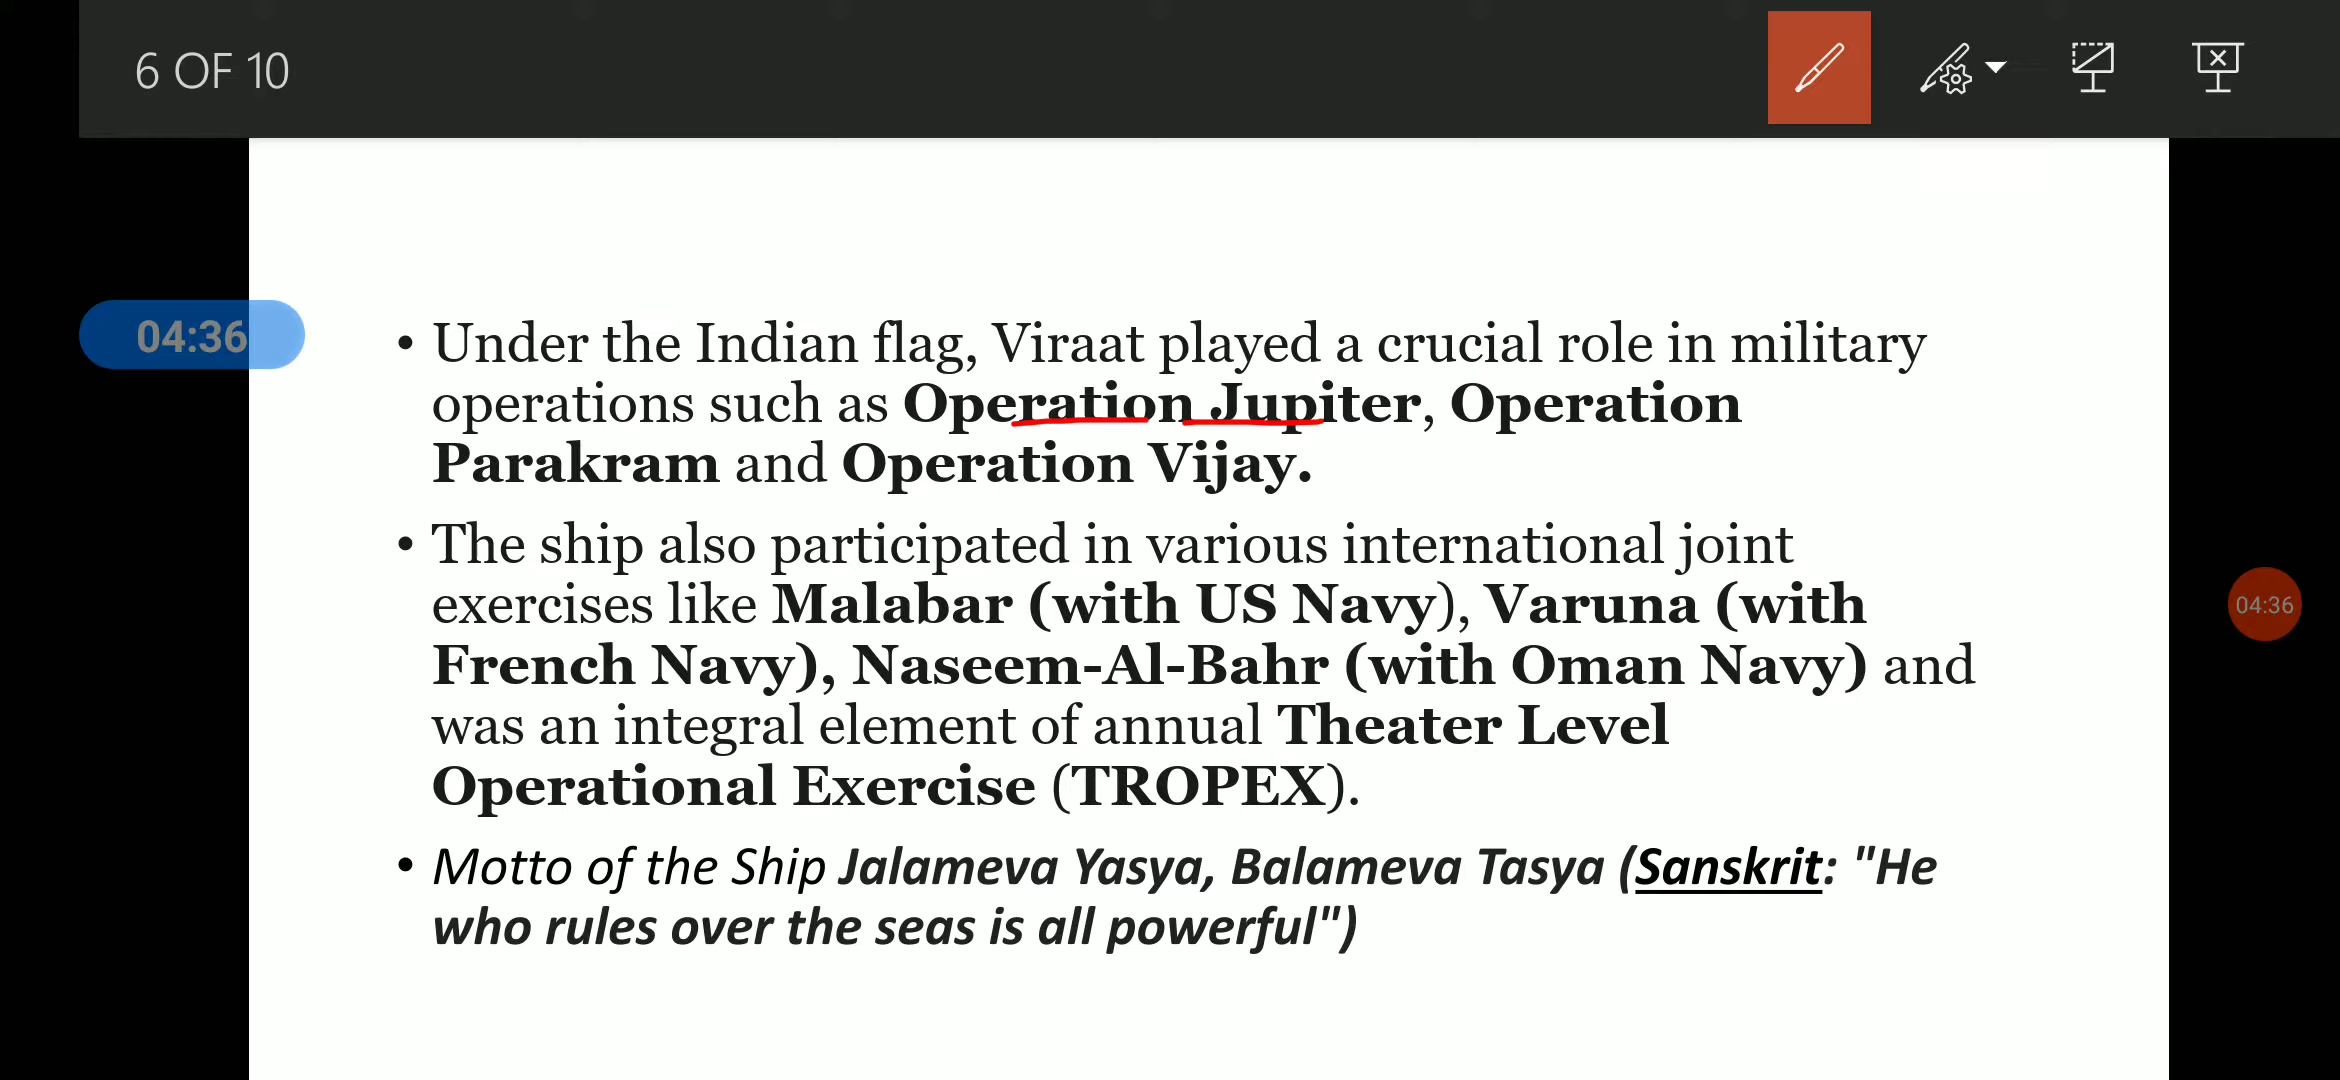 6 OF 10
04:36
• Under the Indian flag, Viraat played a crucial role in military
operations such as Operation Jupiter, Operation
Parakram and Operation Vijay.
• The ship also participated in various international joint
exercises like Malabar (with US Navy), Varuna (with
French Navy), Naseem-Al-Bahr (with Oman Navy) and
was an integral element of annual Theater Level
Operational Exercise (TROPEX).
• Motto of the Ship Jalameva Yasya, Balameva Tasya (Sanskrit: "He
who rules over the seas is all powerful")
04:36